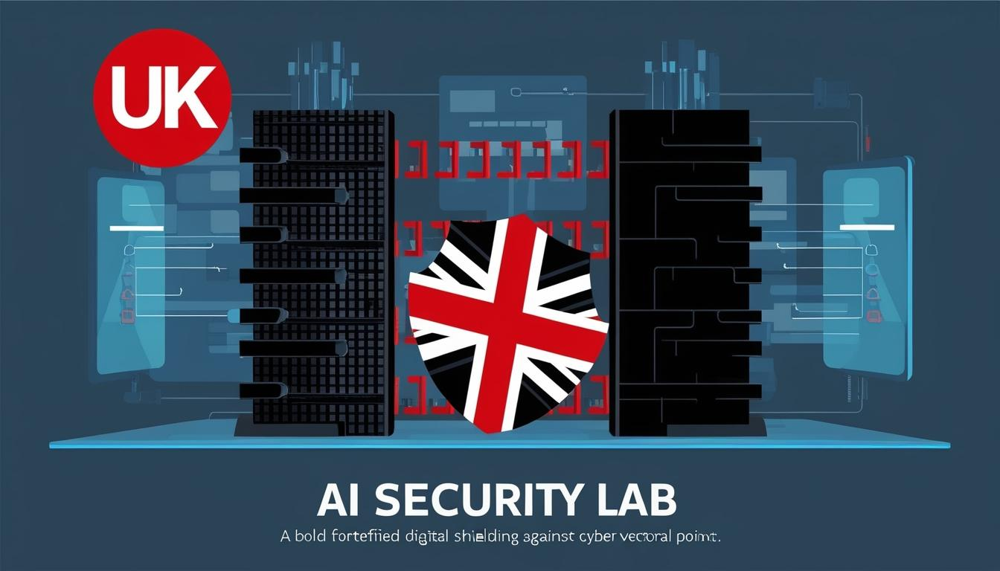 UK
AI SECURITY LAB
A bold fortefiied digital shielding against cyber vectoral point.